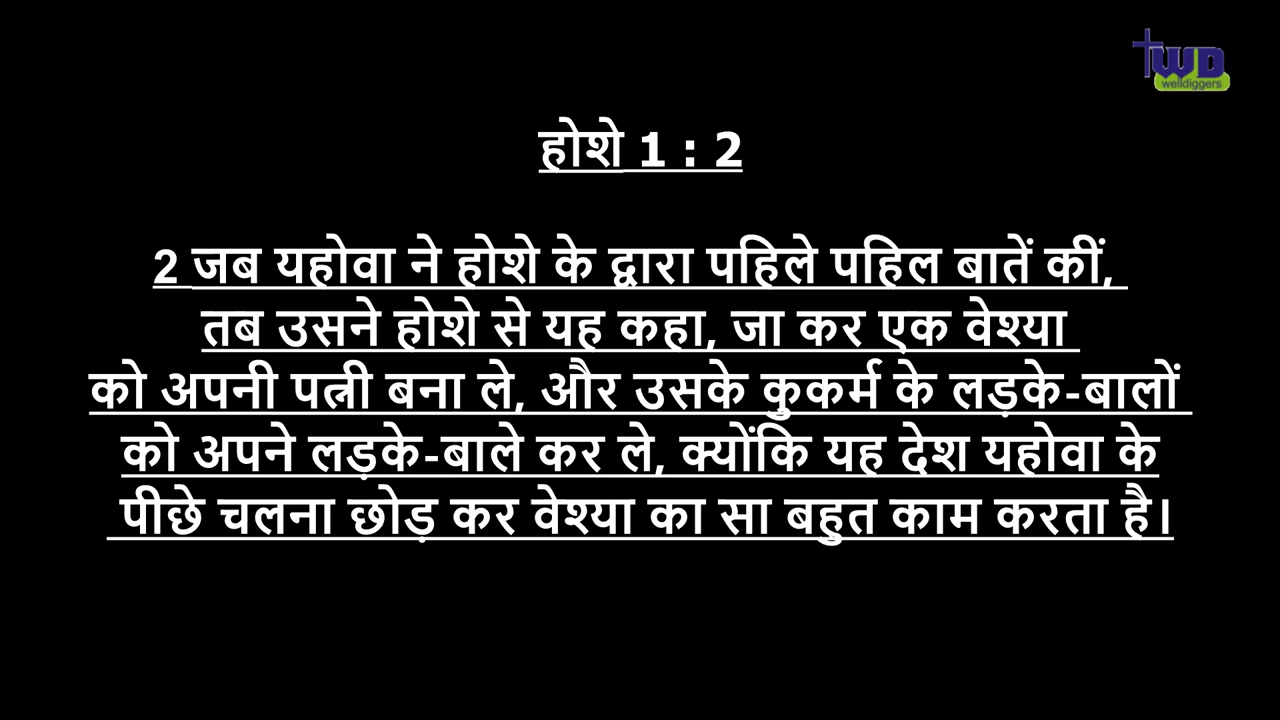 WD
welldiggers
होशे 1 : 2
2 जब यहोवा ने होशे के द्वारा पहिले पहिल बातें कीं,
तब उसने होशे से यह कहा, जा कर एक वेश्या
को अपनी पत्नी बना ले, और उसके कुकर्म के लड़के-बालों
को अपने लड़के-बाले कर ले, क्योंकि यह देश यहोवा के
पीछे चलना छोड़ कर वेश्या का सा बहुत काम करता है।